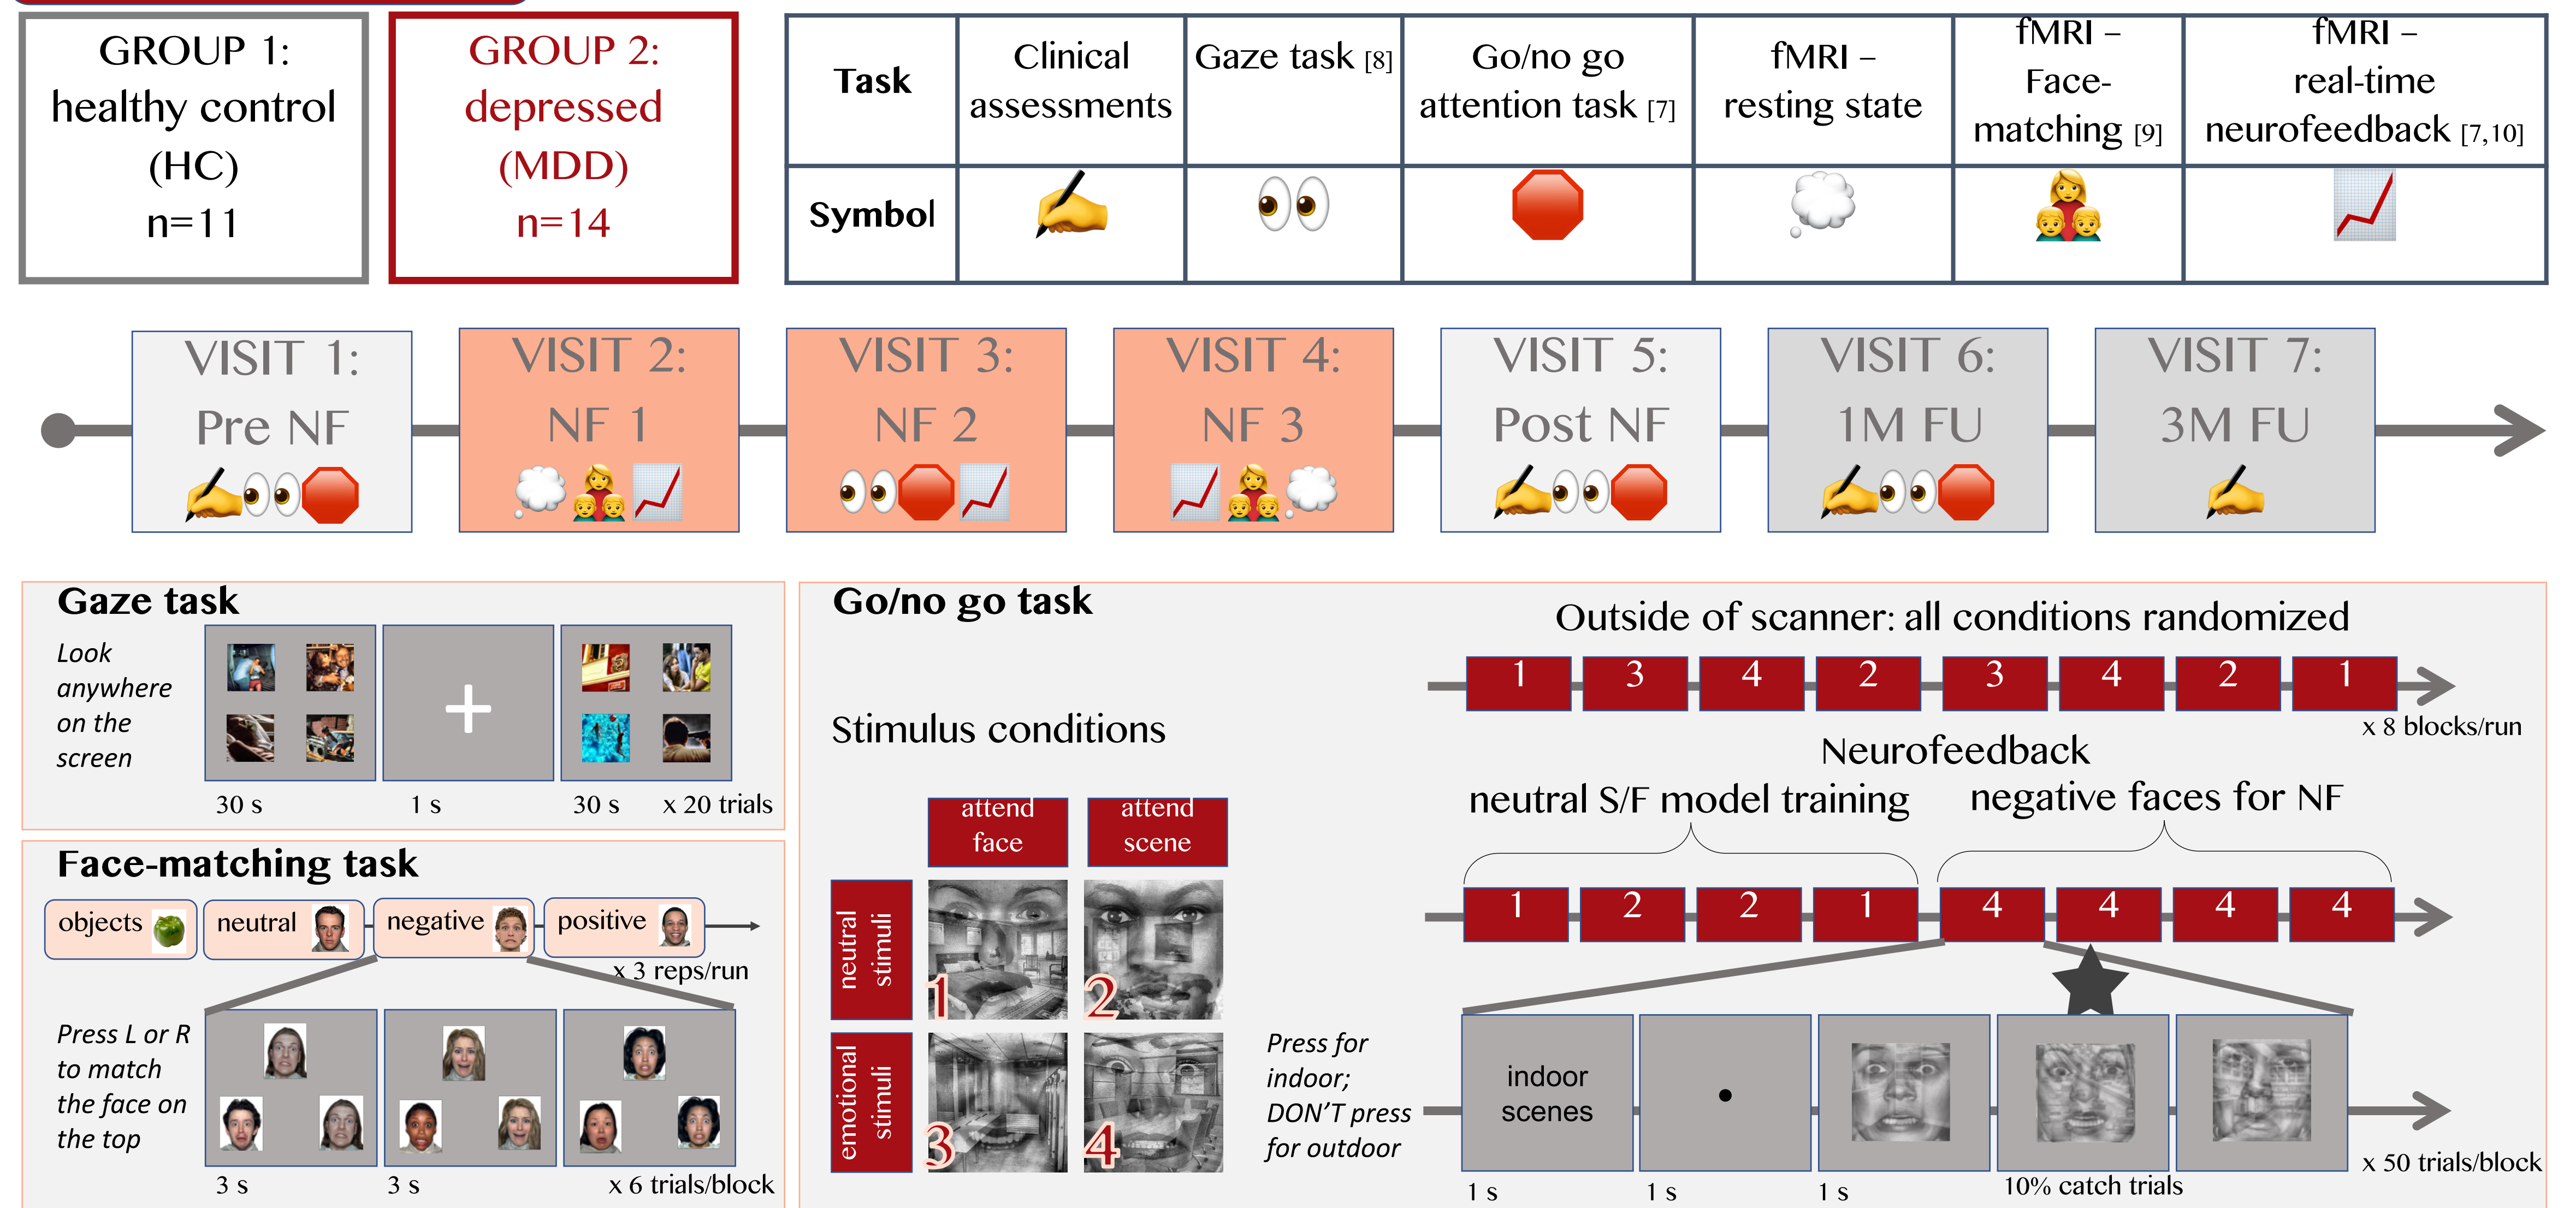 GROUP 1:
healthy control
(HC)
n=11
GROUP 2:
depressed
(MDD)
n=14
Task
Clinical
assessments
Gaze task [8]
Go/no go
attention task [7]
fMRI –
resting state
fMRI –
Face-
matching [9]
fMRI –
real-time
neurofeedback [7,10]
Symbol
VISIT 1:
Pre NF
VISIT 2:
NF 1
VISIT 3:
NF 2
VISIT 4:
NF 3
VISIT 5:
Post NF
VISIT 6:
1M FU
VISIT 7:
3M FU
Gaze task
Look
anywhere
on the
screen
30 s
1 s
30 s
x 20 trials
Face-matching task
objects
neutral
negative
positive
x 3 reps/run
Press L or R
to match
the face on
the top
3 s
3 s
x 6 trials/block
Go/no go task
Stimulus conditions
attend
face
attend
scene
neutral
stimuli
1
2
emotional
stimuli
3
4
Outside of scanner: all conditions randomized
1 3 4 2 3 4 2 1
x 8 blocks/run
Neurofeedback
neutral S/F model training
negative faces for NF
1 2 2 1 4 4 4 4
Press for
indoor;
DON'T press
for outdoor
indoor
scenes
1 s
1 s
1 s
10% catch trials
x 50 trials/block